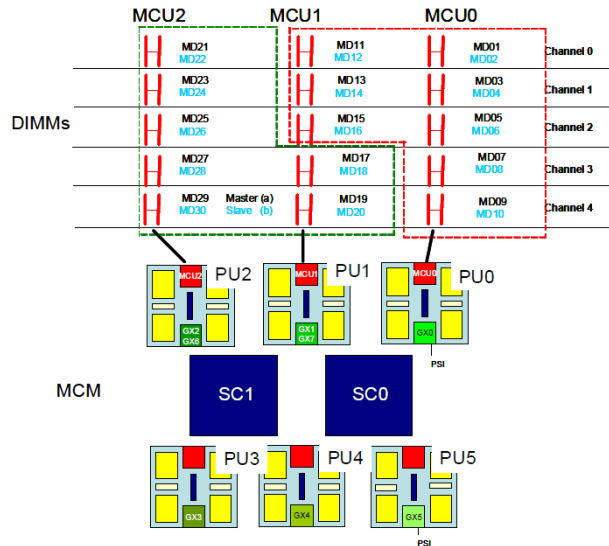 MCU2 MCU1 MCU0
MD21 MD11 MD01 Channel 0
MD22 MD12 MD02
MD23 MD13 MD03 Channel 1
MD24 MD14 MD04
DIMMs
MD25 MD15 MD05 Channel 2
MD26 MD16 MD06
MD27 MD17 MD07 Channel 3
MD28 MD18 MD08
MD29 Master (a) MD19 MD09 Channel 4
MD30 Slave (b) MD20 MD10
MCU2 PU2 MCU1 PU1 MCU0 PU0
GX2 GX1 GX0
GX6 GX7
PSI
MCM SC1 SC0
PU3 PU4 PU5
GX3 GX4 GX5
PSI